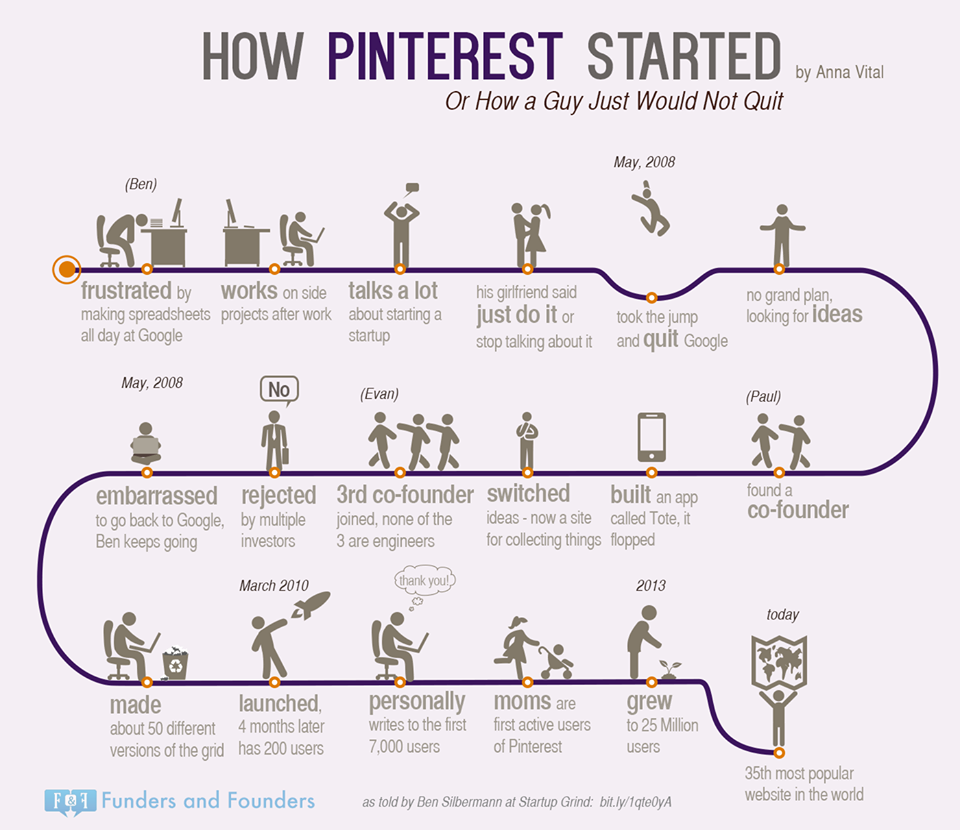 HOW PINTEREST STARTED by Anna Vital
Or How a Guy Just Would Not Quit
(Ben)
frustrated by
making spreadsheets
all day at Google
works on side
projects after work
talks a lot
about starting a
startup
his girlfriend said
just do it or
stop talking about it
May, 2008
took the jump
and quit Google
no grand plan,
looking for ideas
(Paul)
found a
co-founder
built an app
called Tote, it
flopped
switched
ideas - now a site
for collecting things
(Evan)
3rd co-founder
joined, none of the
3 are engineers
No
rejected
by multiple
investors
May, 2008
embarrassed
to go back to Google,
Ben keeps going
made
about 50 different
versions of the grid
March 2010
launched,
4 months later
has 200 users
thank you!
personally
writes to the first
7,000 users
moms are
first active users
of Pinterest
2013
grew
to 25 Million
users
today
35th most popular
website in the world
F&F Funders and Founders
as told by Ben Silbermann at Startup Grind: bit.ly/1qte0yA